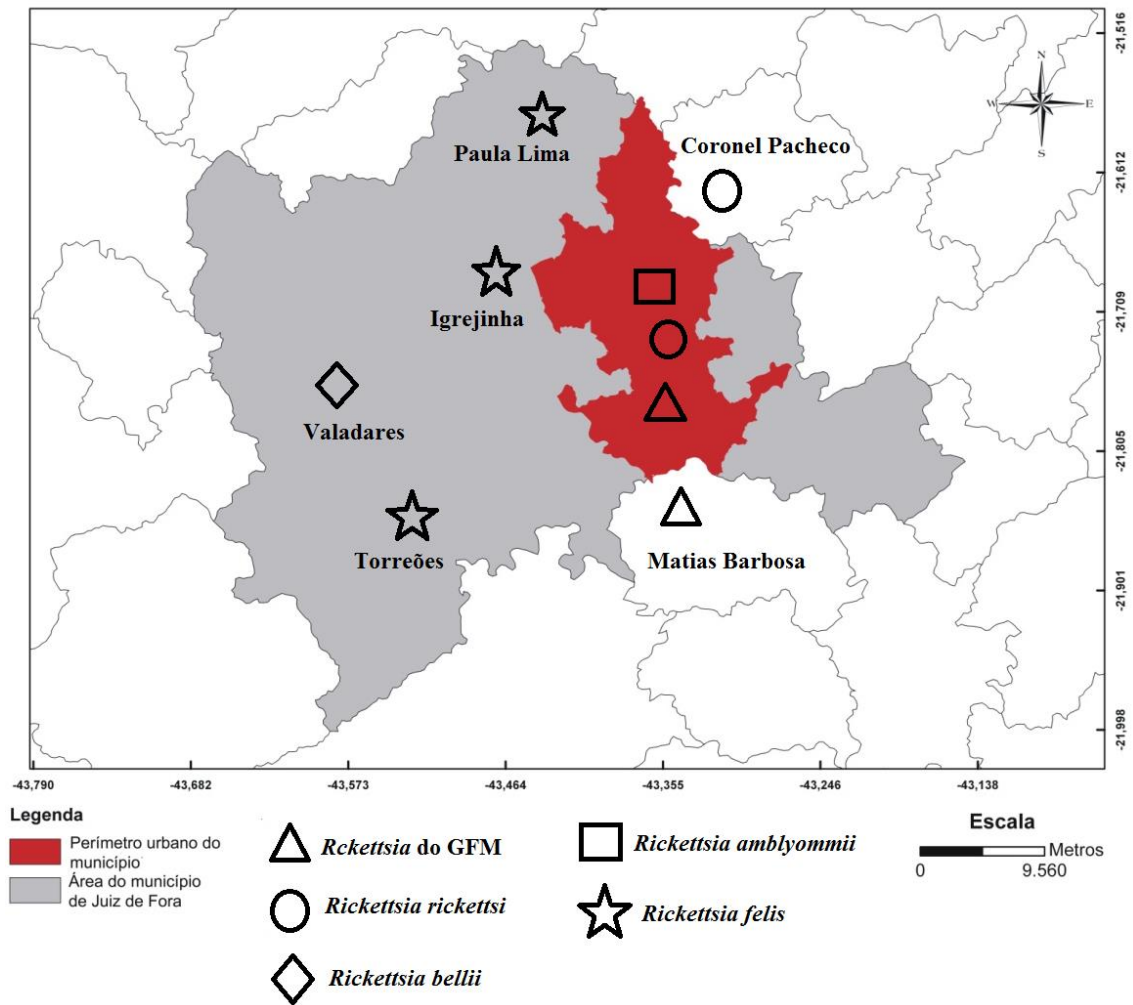 N
W
E
S
Paula Lima
Coronel Pacheco
Igrejinha
Valadares
Torreões
Matias Barbosa
-21,516
-21,612
-21,709
-21,805
-21,901
-21,998
-43,790
-43,682
-43,573
-43,464
-43,355
-43,246
-43,138
Legenda
Perímetro urbano do
município
Área do município
de Juiz de Fora
Rckettsia do GFM
Rickettsia rickettsi
Rickettsia bellii
Rickettsia amblyommii
Rickettsia felis
Escala
Metros
0 9.560